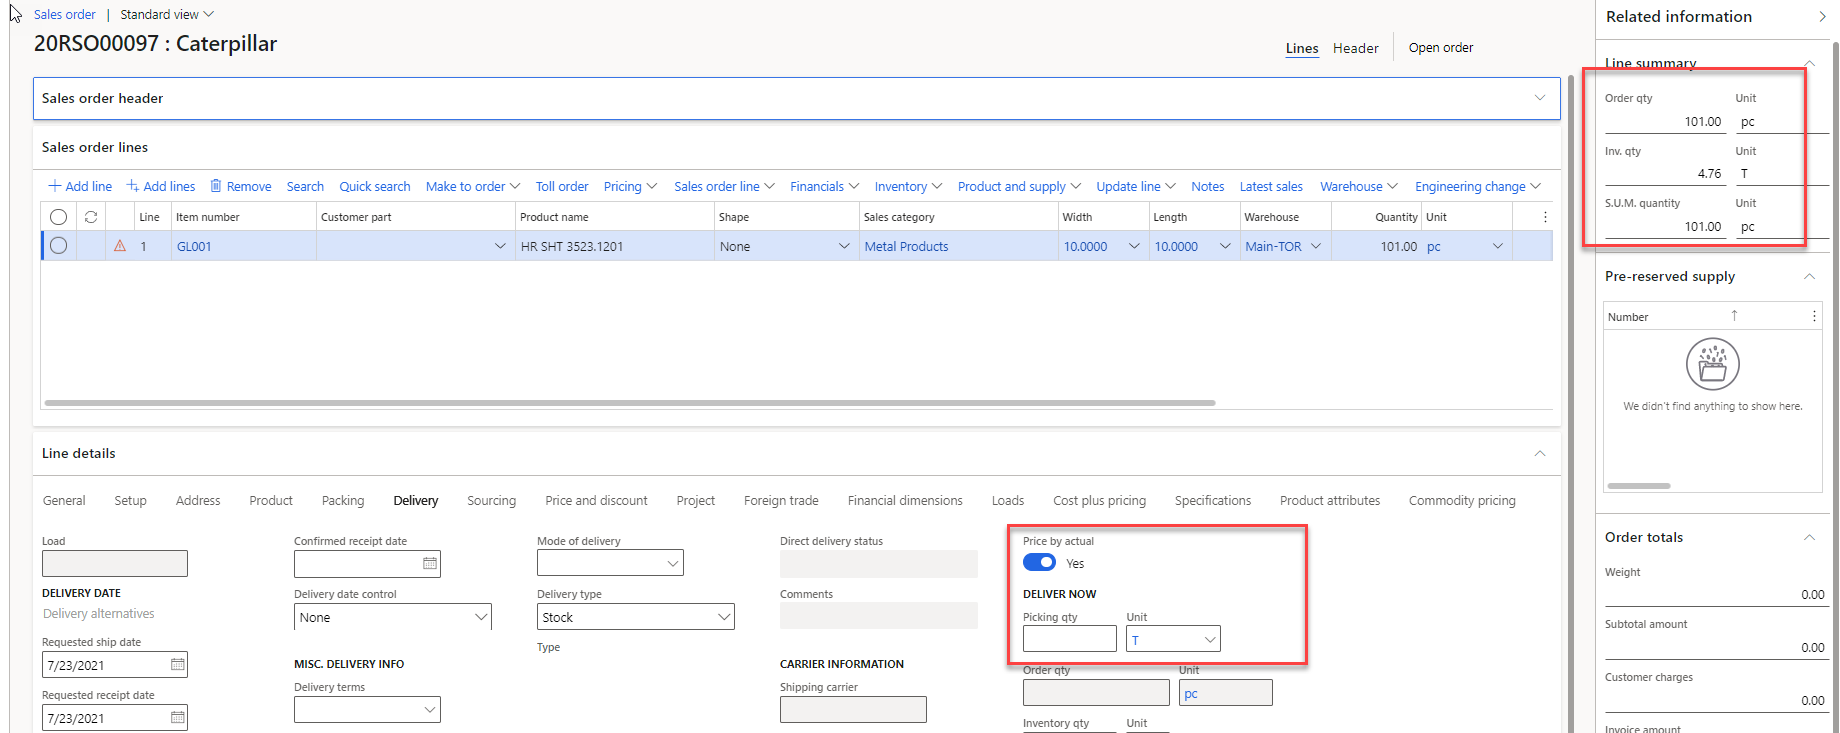 Sales order | Standard view
20RSO00097 : Caterpillar
Lines Header Open order
Sales order header
Sales order lines
Add line Add lines Remove Search Quick search Make to order Toll order Pricing Sales order line Financials Inventory Product and supply Update line Notes Latest sales Warehouse Engineering change
Line Item number Customer part Product name Shape Sales category Width Length Warehouse Quantity Unit
1 GL001 HR SHT 3523.1201 None Metal Products 10.0000 10.0000 Main-TOR 101.00 pc
Line details
General Setup Address Product Packing Delivery Sourcing Price and discount Project Foreign trade Financial dimensions Loads Cost plus pricing Specifications Product attributes Commodity pricing
Load
DELIVERY DATE
Delivery alternatives
Requested ship date
7/23/2021
Requested receipt date
7/23/2021
Confirmed receipt date
Delivery date control
None
MISC. DELIVERY INFO
Delivery terms
Mode of delivery
Delivery type
Stock
Type
Direct delivery status
Comments
CARRIER INFORMATION
Shipping carrier
Price by actual
Yes
DELIVER NOW
Picking qty Unit
T
Order qty Unit
pc
Inventory qty Unit
Related information
Line summary
Order qty Unit
101.00 pc
Inv. qty Unit
4.76 T
S.U.M. quantity Unit
101.00 pc
Pre-reserved supply
Number
We didn't find anything to show here.
Order totals
Weight
0.00
Subtotal amount
0.00
Customer charges
0.00
Invoice amount